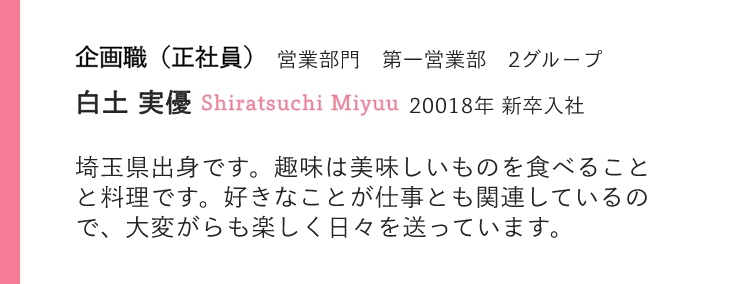 企画職（正社員） 営業部門　第一営業部　2グループ
白土 実優 Shiratsuchi Miyuu 20018年 新卒入社
埼玉県出身です。趣味は美味しいものを食べること
と料理です。好きなことが仕事とも関連しているの
で、大変がらも楽しく日々を送っています。